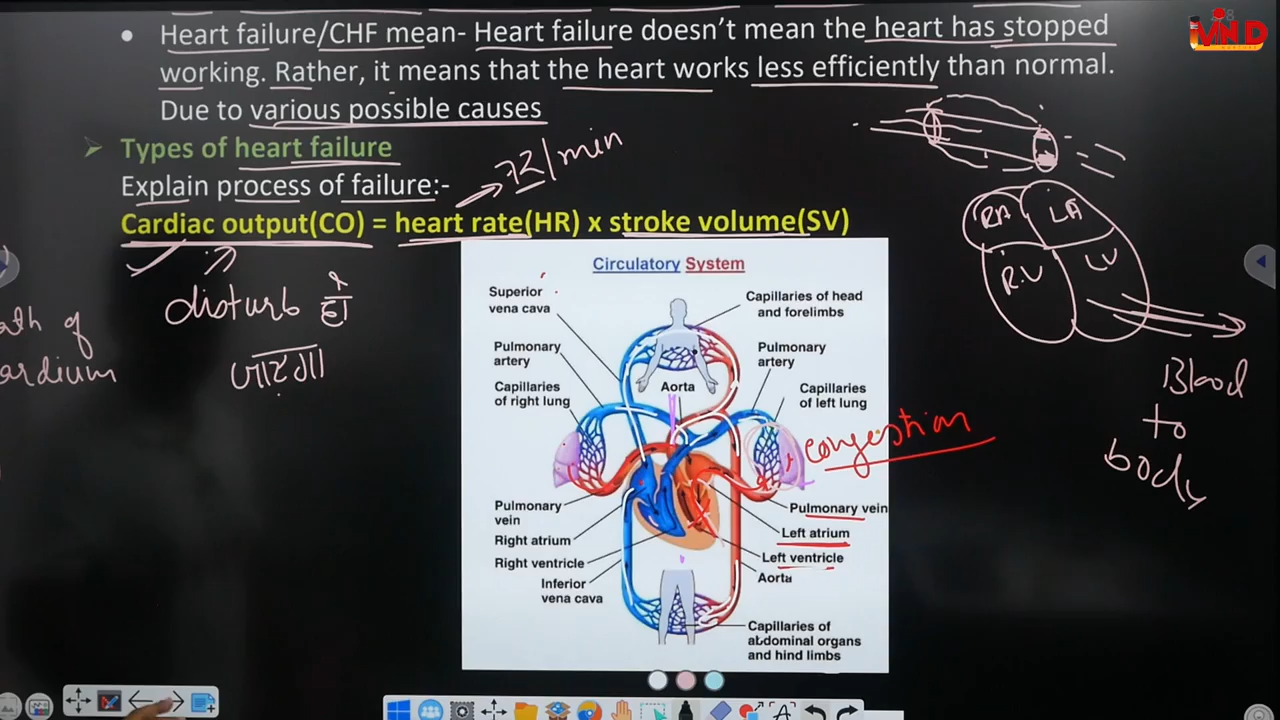 Heart failure/CHF mean- Heart failure doesn't mean the heart has stopped
working. Rather, it means that the heart works less efficiently than normal.
Due to various possible causes
Types of heart failure
72/min
Explain process of failure:-
Cardiac output(CO) = heart rate(HR) x stroke volume(SV)
RA
LA
R.V
LV
disturb हो
जाएगा
ath of
ardium
Blood
to
body
Circulatory System
Superior
vena cava
Capillaries of head
and forelimbs
Pulmonary
artery
Pulmonary
artery
Capillaries
of right lung
Aorta
Capillaries
of left lung
congestion
Pulmonary
vein
Pulmonary vein
Right atrium
Left atrium
Right ventricle
Left ventricle
Inferior
vena cava
Aorta
Capillaries of
abdominal organs
and hind limbs